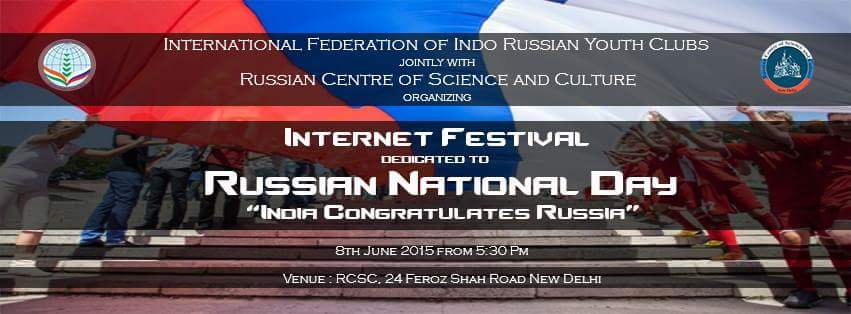 International Federation of Indo Russian Youth Clubs
jointly with
Russian Centre of Science and Culture
organizing
Internet Festival
dedicated to
Russian National Day
“India Congratulates Russia”
8th June 2015 from 5:30 Pm
Venue : RCSC, 24 Feroz Shah Road New Delhi
New Delhi